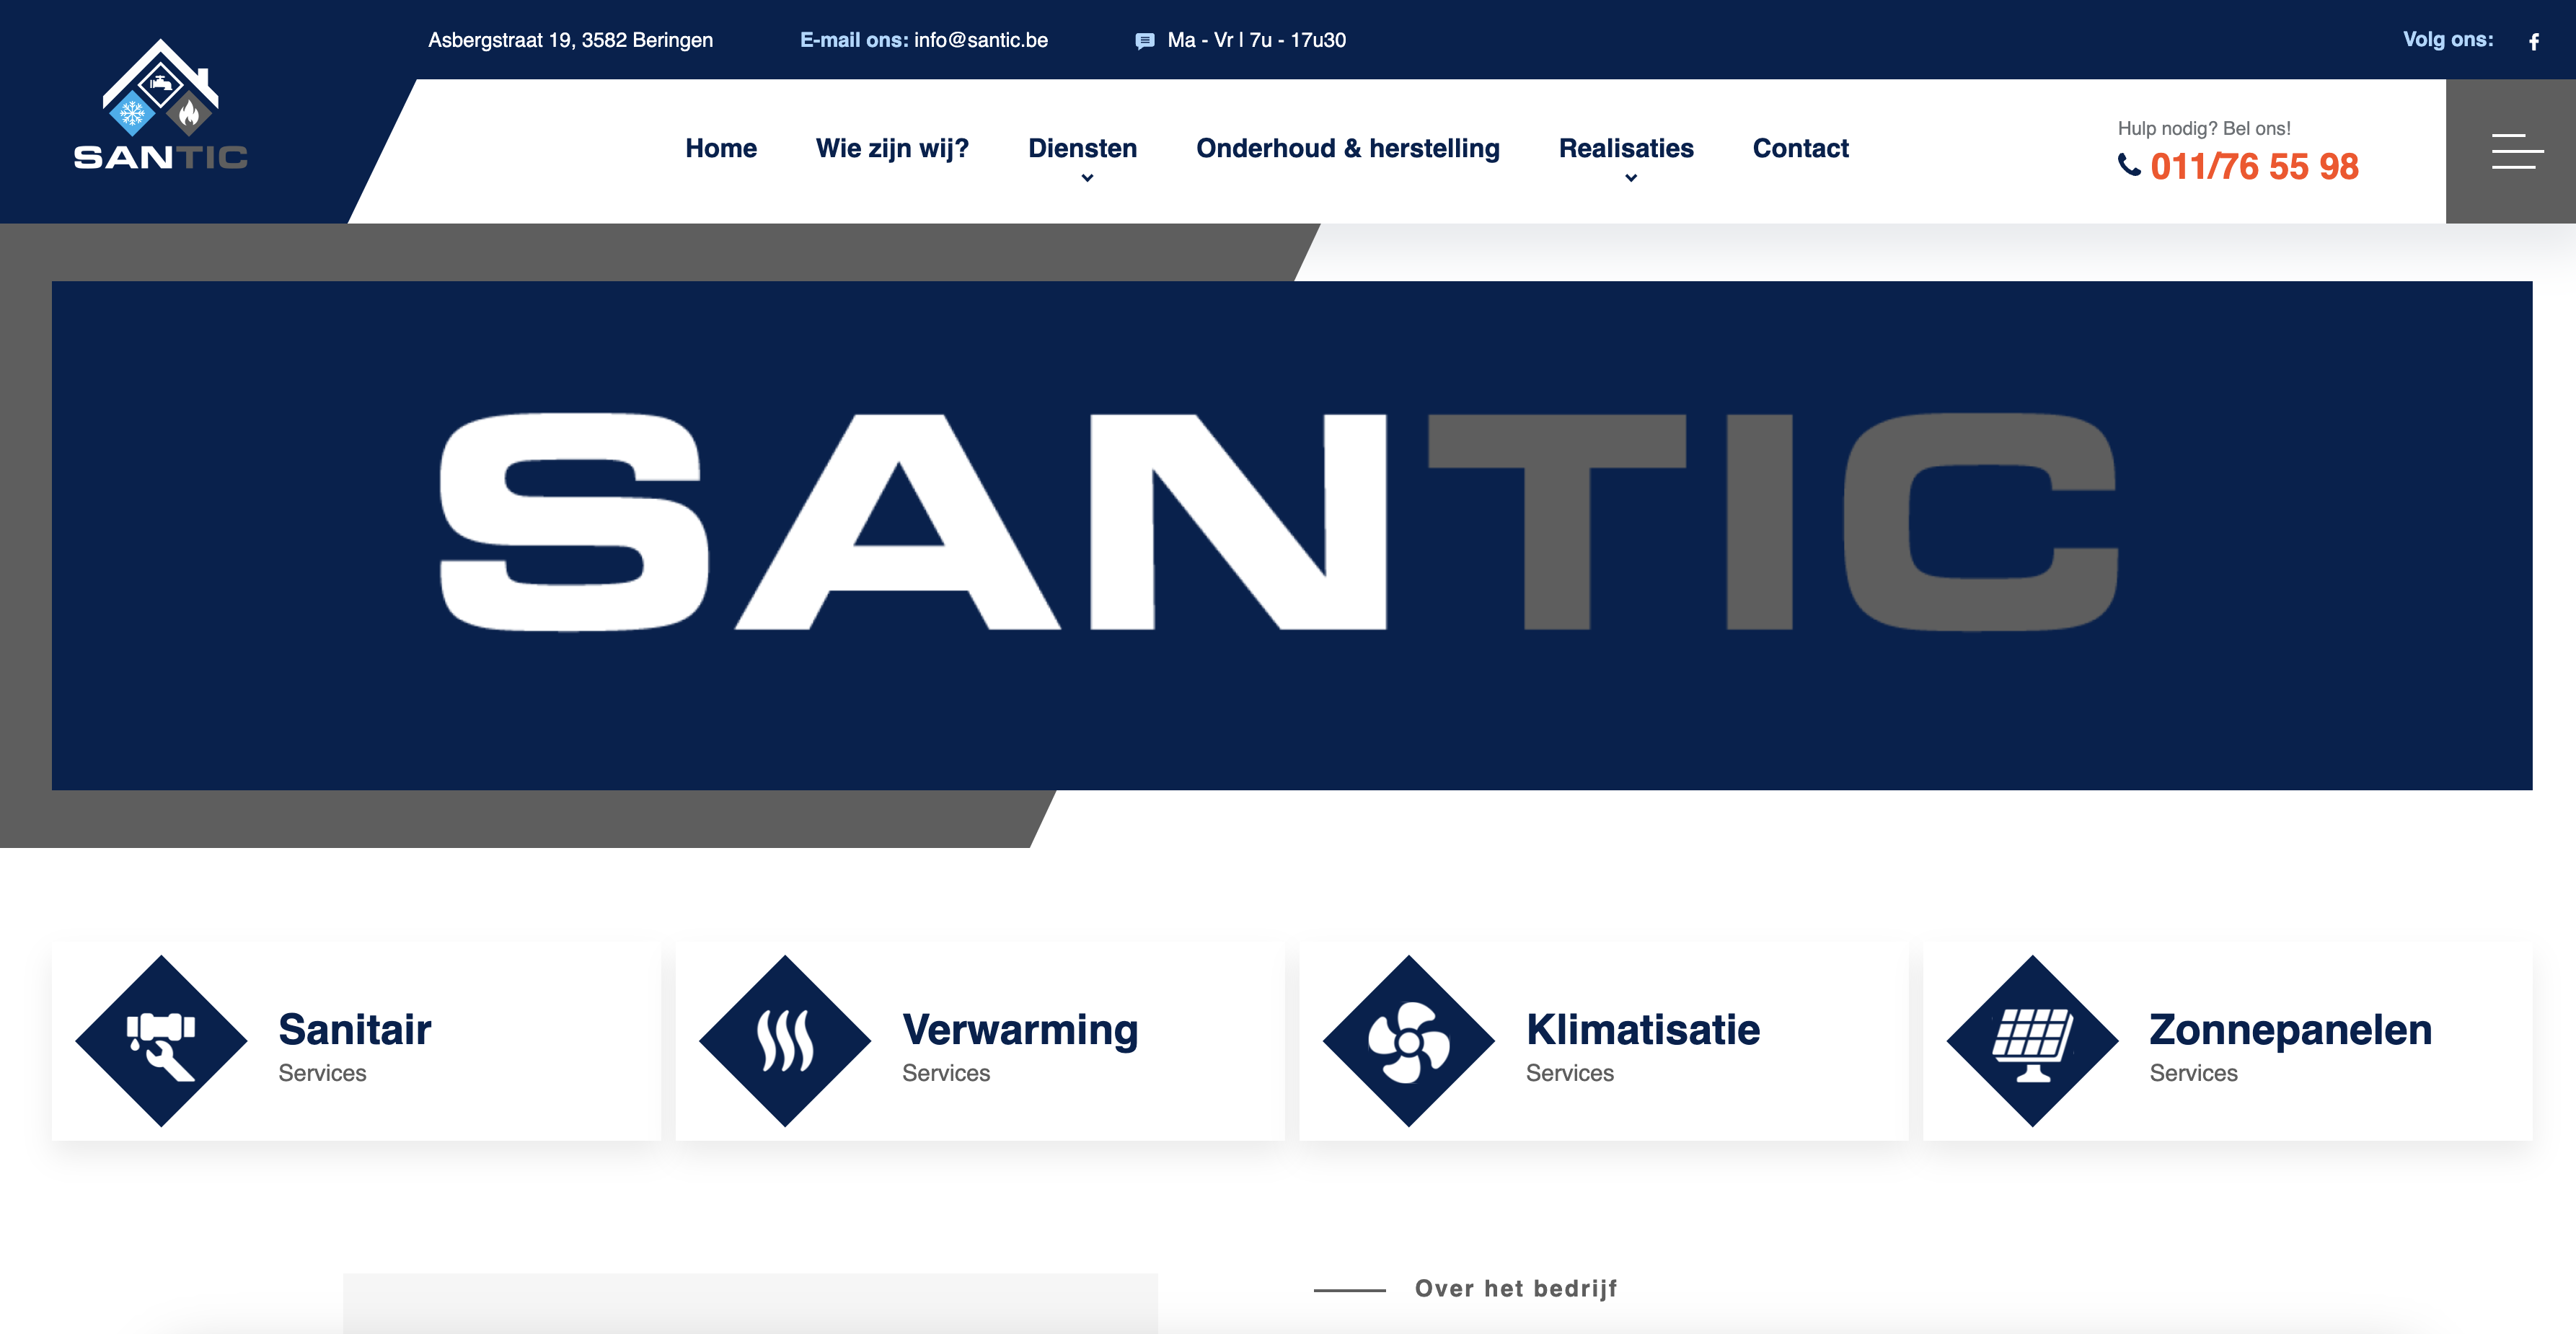 Asbergstraat 19, 3582 Beringen
E-mail ons: info@santic.be
Ma - Vr | 7u - 17u30
Volg ons:
SANTIC
Home
Wie zijn wij?
Diensten
Onderhoud & herstelling
Realisaties
Contact
Hulp nodig? Bel ons!
011/76 55 98
SANTIC
Sanitair
Services
Verwarming
Services
Klimatisatie
Services
Zonnepanelen
Services
Over het bedrijf